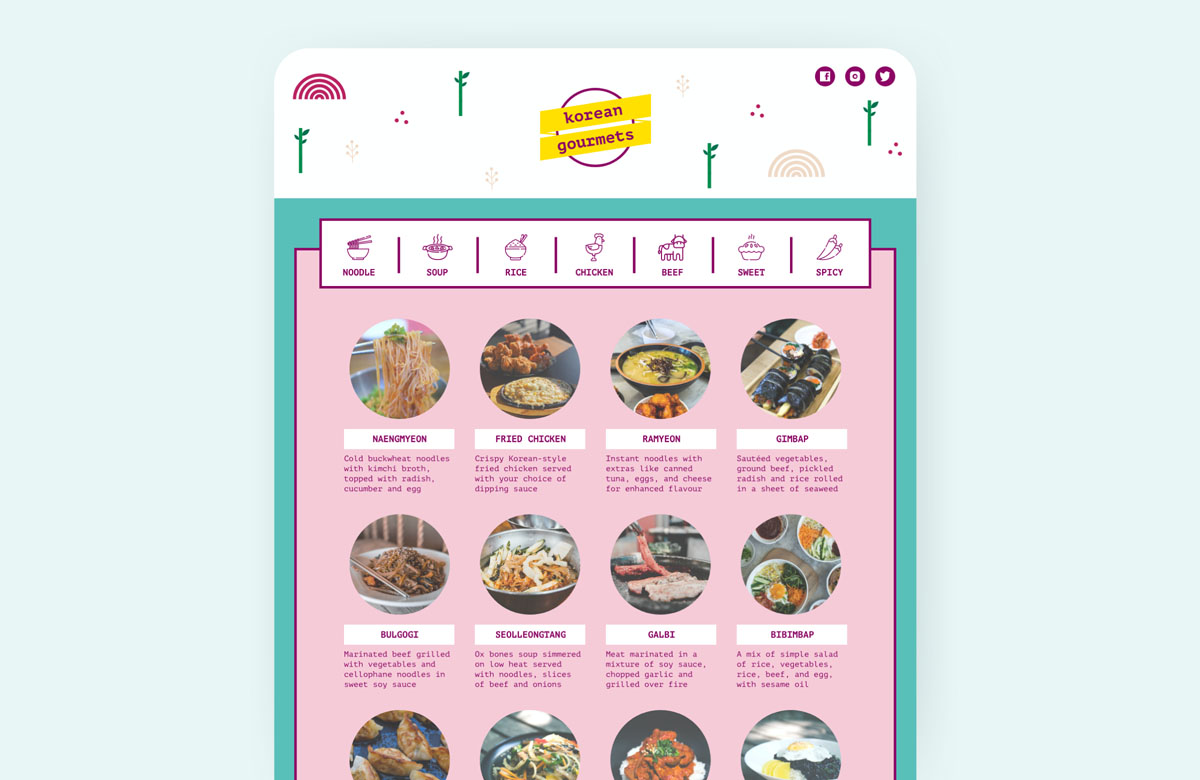 korean
gourmets
NOODLE SOUP RICE CHICKEN BEEF SWEET SPICY
NAENGMYEON
Cold buckwheat noodles
with kimchi broth,
topped with radish,
cucumber and egg
FRIED CHICKEN
Crispy Korean-style
fried chicken served
with your choice of
dipping sauce
RAMYEON
Instant noodles with
extras like canned
tuna, eggs, and cheese
for enhanced flavour
GIMBAP
Sautéed vegetables,
ground beef, pickled
radish and rice rolled
in a sheet of seaweed
BULGOGI
Marinated beef grilled
with vegetables and
cellophane noodles in
sweet soy sauce
SEOLLEONGTANG
Ox bones soup simmered
on low heat served
with noodles, slices
of beef and onions
GALBI
Meat marinated in a
mixture of soy sauce,
chopped garlic and
grilled over fire
BIBIMBAP
A mix of simple salad
of rice, vegetables,
rice, beef, and egg,
with sesame oil